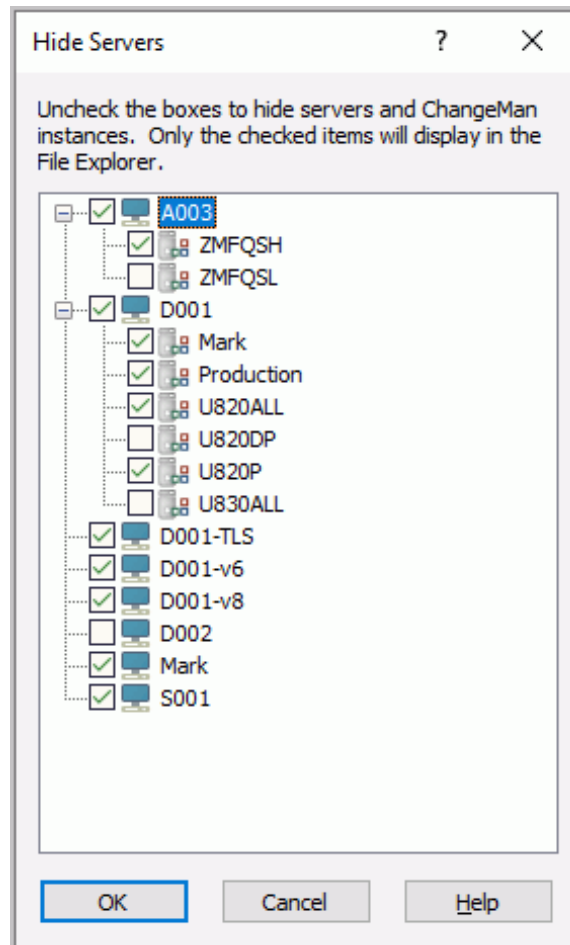 Hide Servers ? ×
Uncheck the boxes to hide servers and ChangeMan
instances. Only the checked items will display in the
File Explorer.
A003
ZMFQSH
ZMFQSL
D001
Mark
Production
U820ALL
U820DP
U820P
U830ALL
D001-TLS
D001-v6
D001-v8
D002
Mark
S001
OK Cancel Help